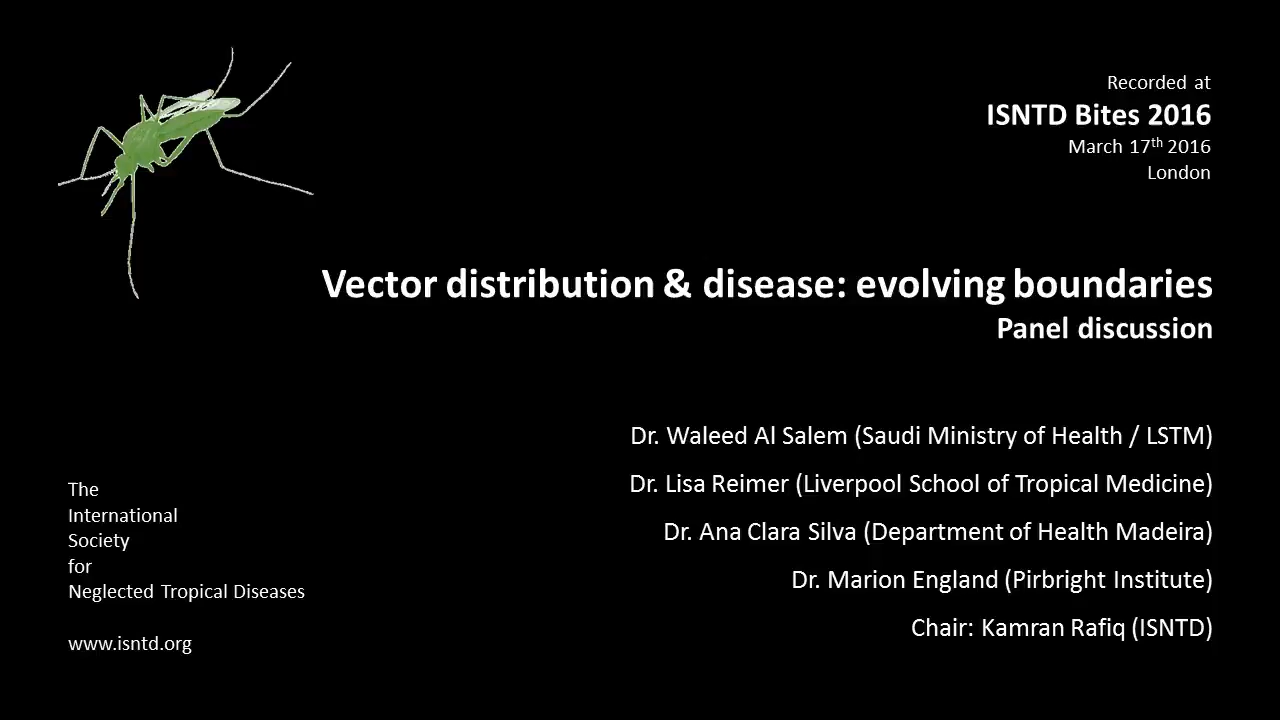 Recorded at
ISNTD Bites 2016
March 17th 2016
London
Vector distribution & disease: evolving boundaries
Panel discussion
Dr. Waleed Al Salem (Saudi Ministry of Health / LSTM)
Dr. Lisa Reimer (Liverpool School of Tropical Medicine)
Dr. Ana Clara Silva (Department of Health Madeira)
Dr. Marion England (Pirbright Institute)
Chair: Kamran Rafiq (ISNTD)
The
International
Society
for
Neglected Tropical Diseases
www.isntd.org